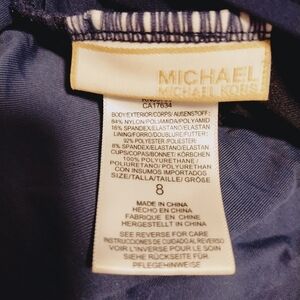 MICHAEL
MICHAEL KORS
CA17634
BODY/EXTERIOR/CORPS/ AUßENSTOFF:
84% NYLON/POLIAMIDA/POLYAMID
16% SPANDEX/ELASTANO/ELASTAN
LINING/FORRO/DOUBLURE/FUTTER:
92% POLYESTER /POLIÉSTER
8% SPANDEX/ELASTANO/ELASTAN
CUPS/COPAS/BONNET/ KÖRBCHEN
100% POLYURETHANE/
POLIURETANO/ POLYURETHAN
CON INSUMOS IMPORTADOS
SIZE/TALLA/TAILLE/ GRÖßE
8
MADE IN CHINA
HECHO EN CHINA
FABRIQUÉ EN CHINE
HERGESTELLT IN CHINA
SEE REVERSE FOR CARE
INSTRUCCIONES DE CUIDADO AL REVERSO
VOIR L'INVERSE POUR LE SOIN
SIEHE RÜCKSEITE FÜR
PFLEGEHINWEISE